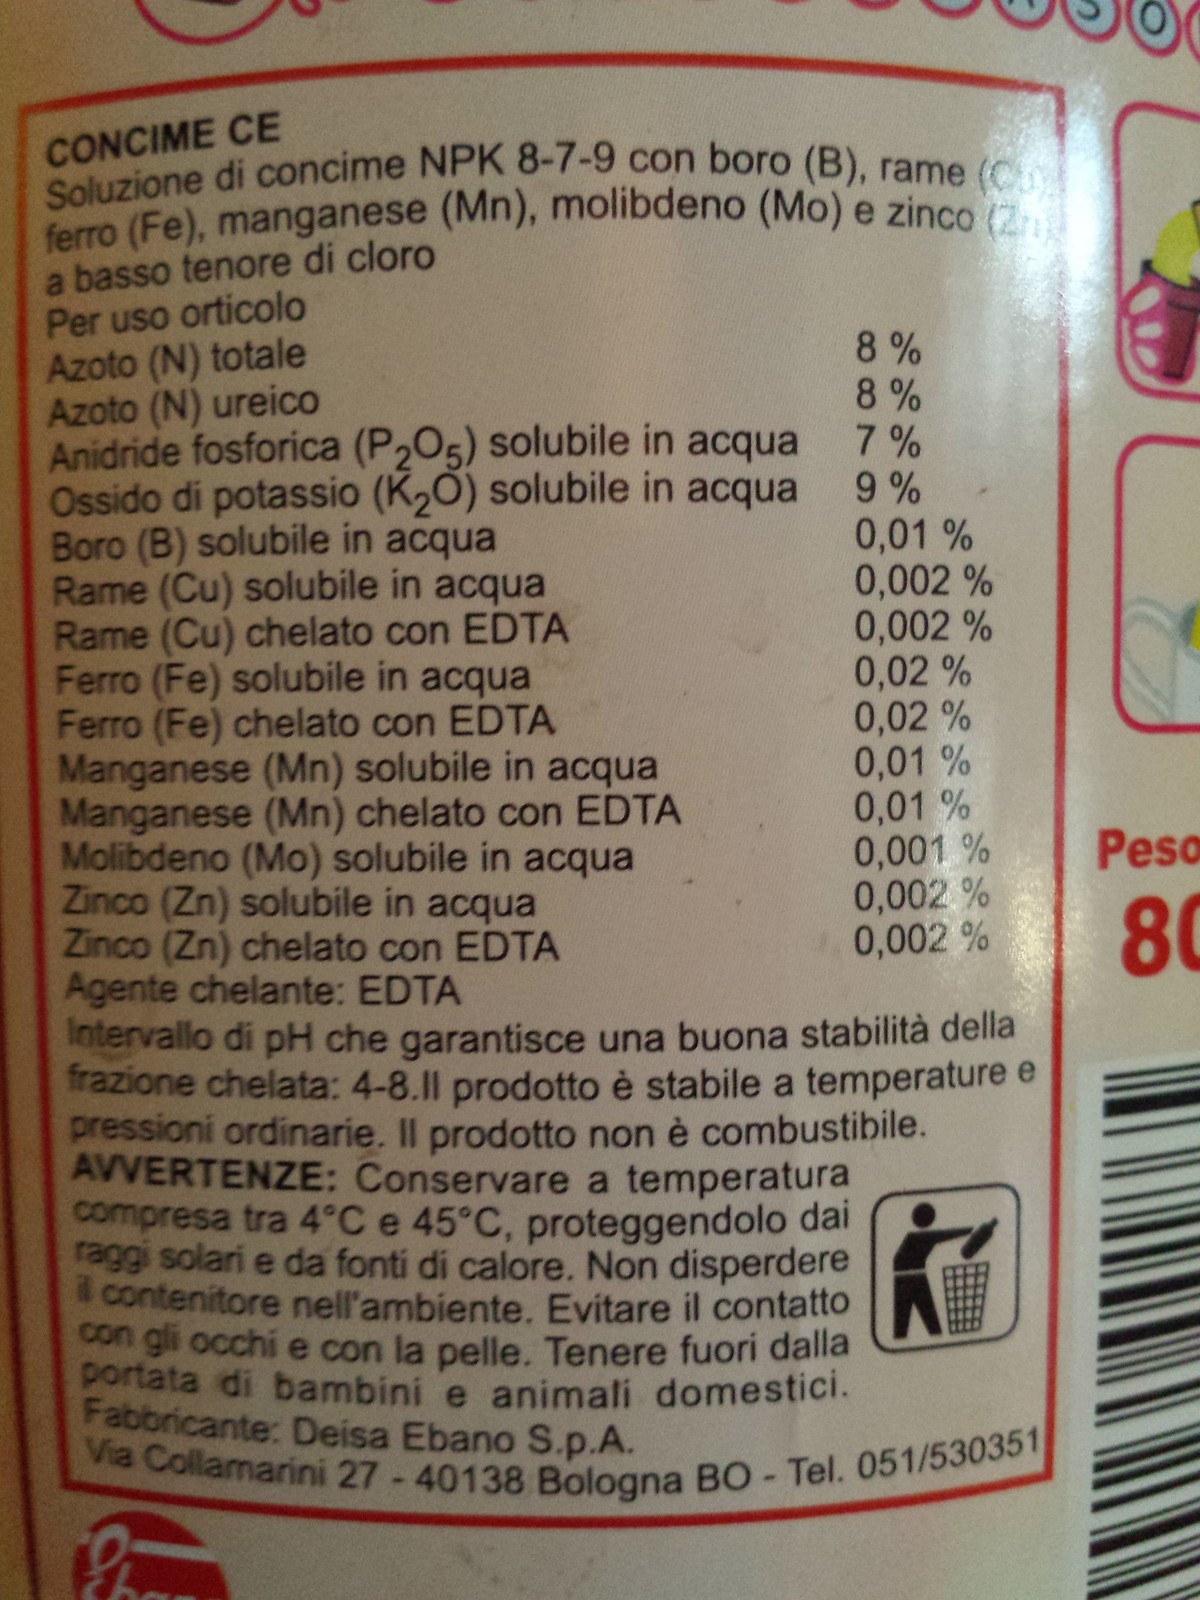 ASO
CONCIME CE
Soluzione di concime NPK 8-7-9 con boro (B), rame (Cu)
ferro (Fe), manganese (Mn), molibdeno (Mo) e zinco (Zn)
a basso tenore di cloro
Per uso orticolo
Azoto (N) totale 8 %
Azoto (N) ureico 8 %
Anidride fosforica (P₂O₅) solubile in acqua 7 %
Ossido di potassio (K₂O) solubile in acqua 9 %
Boro (B) solubile in acqua 0,01 %
Rame (Cu) solubile in acqua 0,002 %
Rame (Cu) chelato con EDTA 0,002 %
Ferro (Fe) solubile in acqua 0,02 %
Ferro (Fe) chelato con EDTA 0,02 %
Manganese (Mn) solubile in acqua 0,01 %
Manganese (Mn) chelato con EDTA 0,01 %
Molibdeno (Mo) solubile in acqua 0,001 %
Zinco (Zn) solubile in acqua 0,002 %
Zinco (Zn) chelato con EDTA 0,002 %
Agente chelante: EDTA
Intervallo di pH che garantisce una buona stabilità della
frazione chelata: 4-8.Il prodotto è stabile a temperature e
pressioni ordinarie. Il prodotto non è combustibile.
AVVERTENZE: Conservare a temperatura
compresa tra 4°C e 45°C, proteggendolo dai
raggi solari e da fonti di calore. Non disperdere
il contenitore nell'ambiente. Evitare il contatto
con gli occhi e con la pelle. Tenere fuori dalla
portata di bambini e animali domestici.
Fabbricante: Deisa Ebano S.p.A.
Via Collamarini 27 - 40138 Bologna BO - Tel. 051/530351
Peso
80